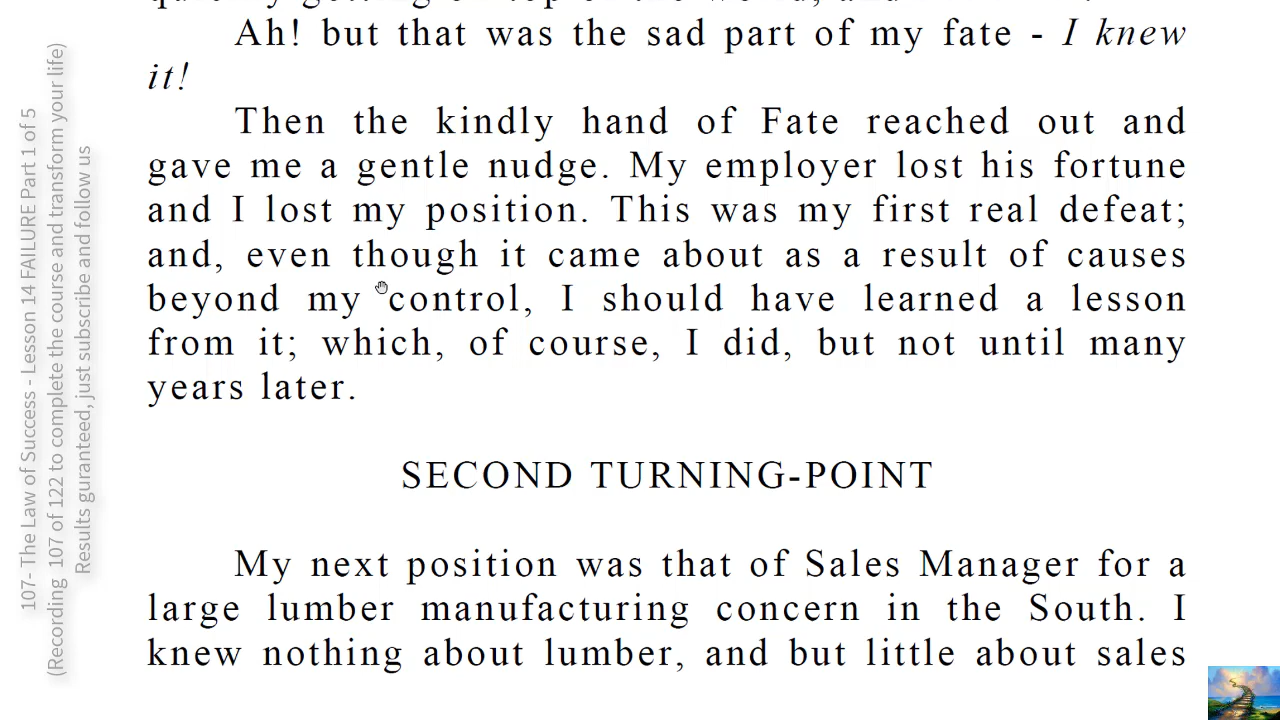 Ah! but that was the sad part of my fate - I knew
it!
Then the kindly hand of Fate reached out and
gave me a gentle nudge. My employer lost his fortune
and I lost my position. This was my first real defeat;
and, even though it came about as a result of causes
beyond my control, I should have learned a lesson
from it; which, of course, I did, but not until many
years later.
SECOND TURNING-POINT
My next position was that of Sales Manager for a
large lumber manufacturing concern in the South. I
knew nothing about lumber, and but little about sales
107- The Law of Success - Lesson 14 FAILURE Part 1 of 5
(Recording 107 of 122 to complete the course and transform your life)
Results guranteed, just subscribe and follow us